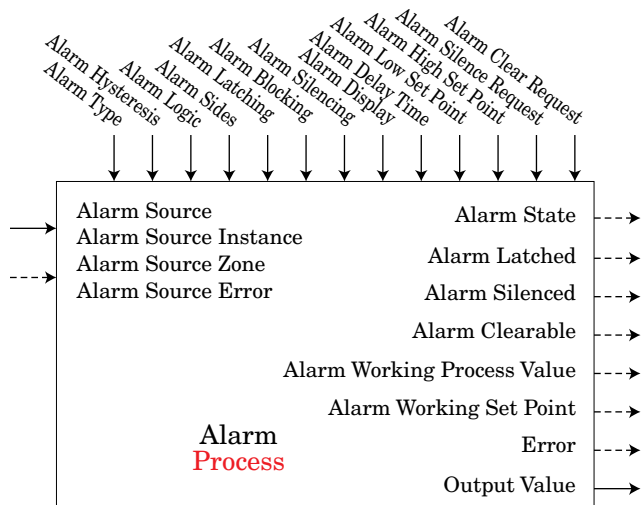 Alarm Type
Alarm Hysteresis
Alarm Logic
Alarm Sides
Alarm Latching
Alarm Blocking
Alarm Silencing
Alarm Display
Alarm Delay Time
Alarm Low Set Point
Alarm High Set Point
Alarm Silence Request
Alarm Clear Request
Alarm Source
Alarm Source Instance
Alarm Source Zone
Alarm Source Error
Alarm State
Alarm Latched
Alarm Silenced
Alarm Clearable
Alarm Working Process Value
Alarm Working Set Point
Error
Output Value
Alarm
Process